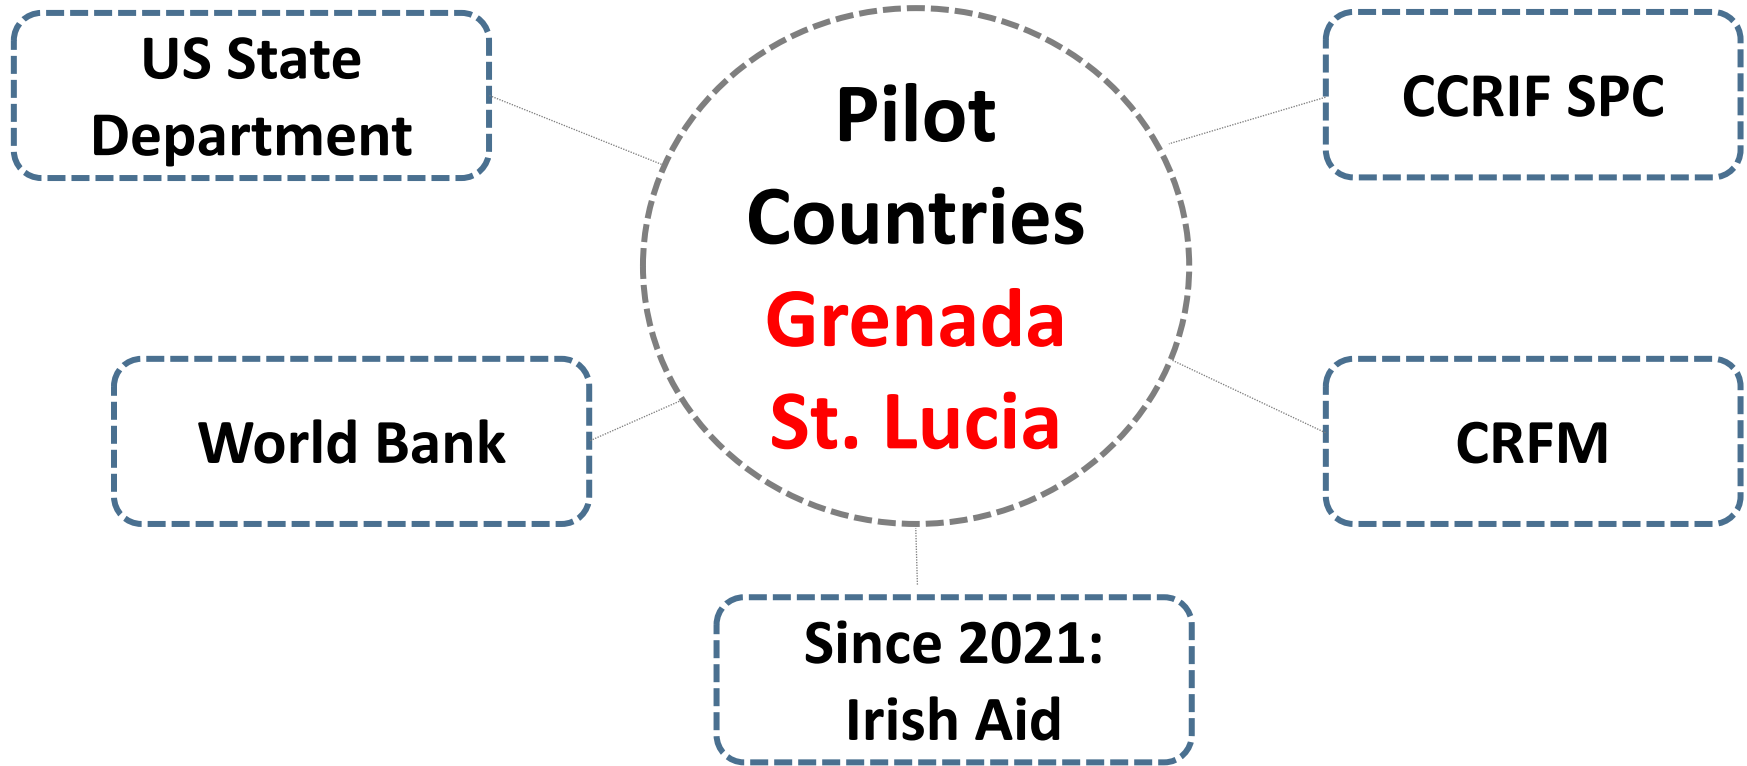 US State
Department
Pilot
Countries
Grenada
St. Lucia
CCRIF SPC
World Bank
CRFM
Since 2021:
Irish Aid